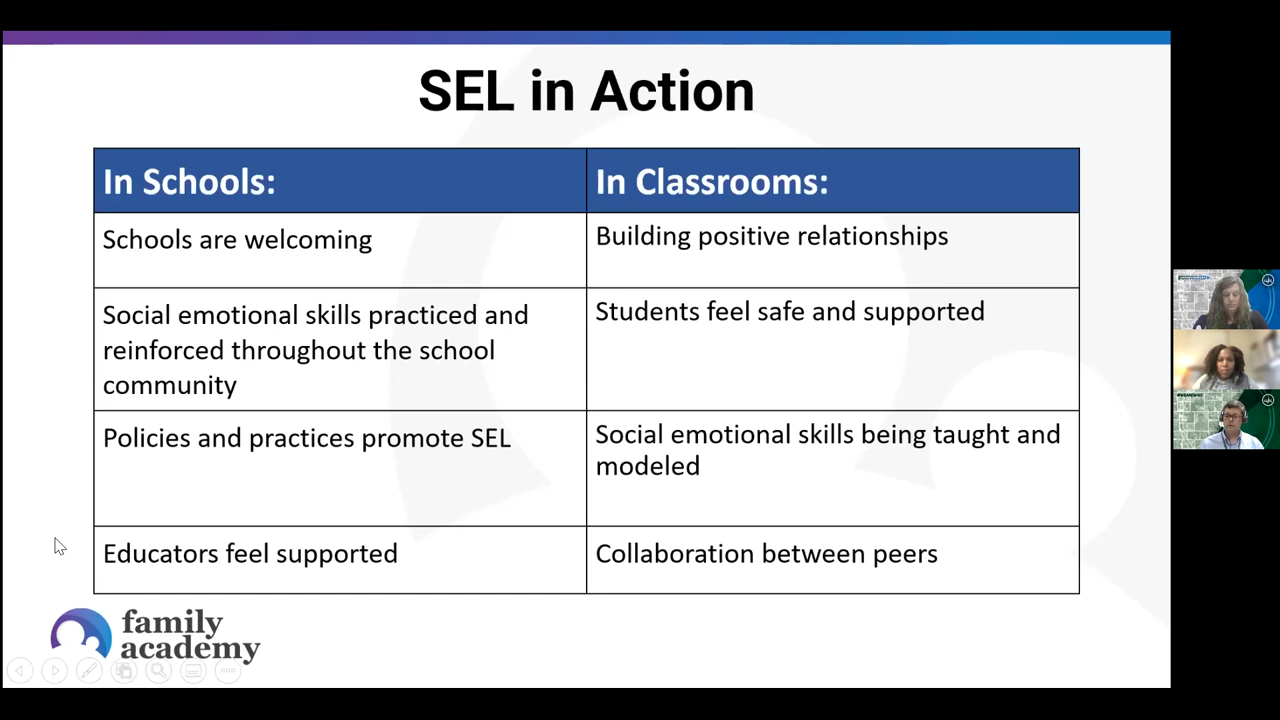 SEL in Action
In Schools:
In Classrooms:
Schools are welcoming
Building positive relationships
Social emotional skills practiced and
reinforced throughout the school
community
Students feel safe and supported
Policies and practices promote SEL
Social emotional skills being taught and
modeled
Educators feel supported
Collaboration between peers
family
academy